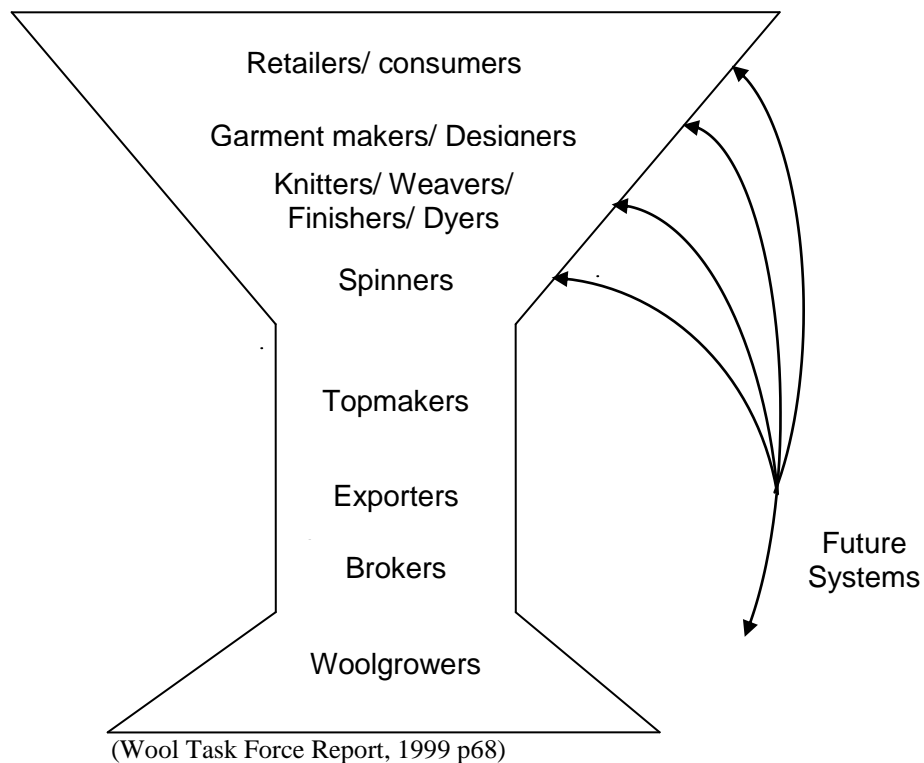 Retailers/ consumers
Garment makers/ Designers
Knitters/ Weavers/
Finishers/ Dyers
Spinners
Topmakers
Exporters
Brokers
Future
Systems
Woolgrowers
(Wool Task Force Report, 1999 p68)